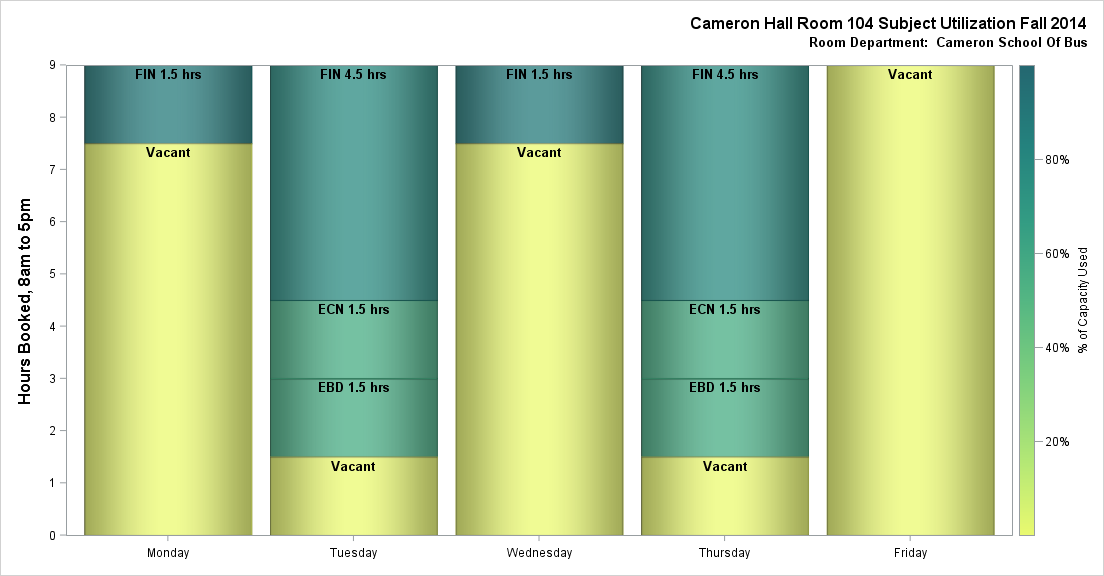 Cameron Hall Room 104 Subject Utilization Fall 2014
Room Department:  Cameron School Of Bus
Hours Booked, 8am to 5pm
9
8
7
6
5
4
3
2
1
0
FIN 1.5 hrs
Vacant
FIN 4.5 hrs
ECN 1.5 hrs
EBD 1.5 hrs
Vacant
FIN 1.5 hrs
Vacant
FIN 4.5 hrs
ECN 1.5 hrs
EBD 1.5 hrs
Vacant
Vacant
Monday
Tuesday
Wednesday
Thursday
Friday
80%
60%
40%
20%
% of Capacity Used